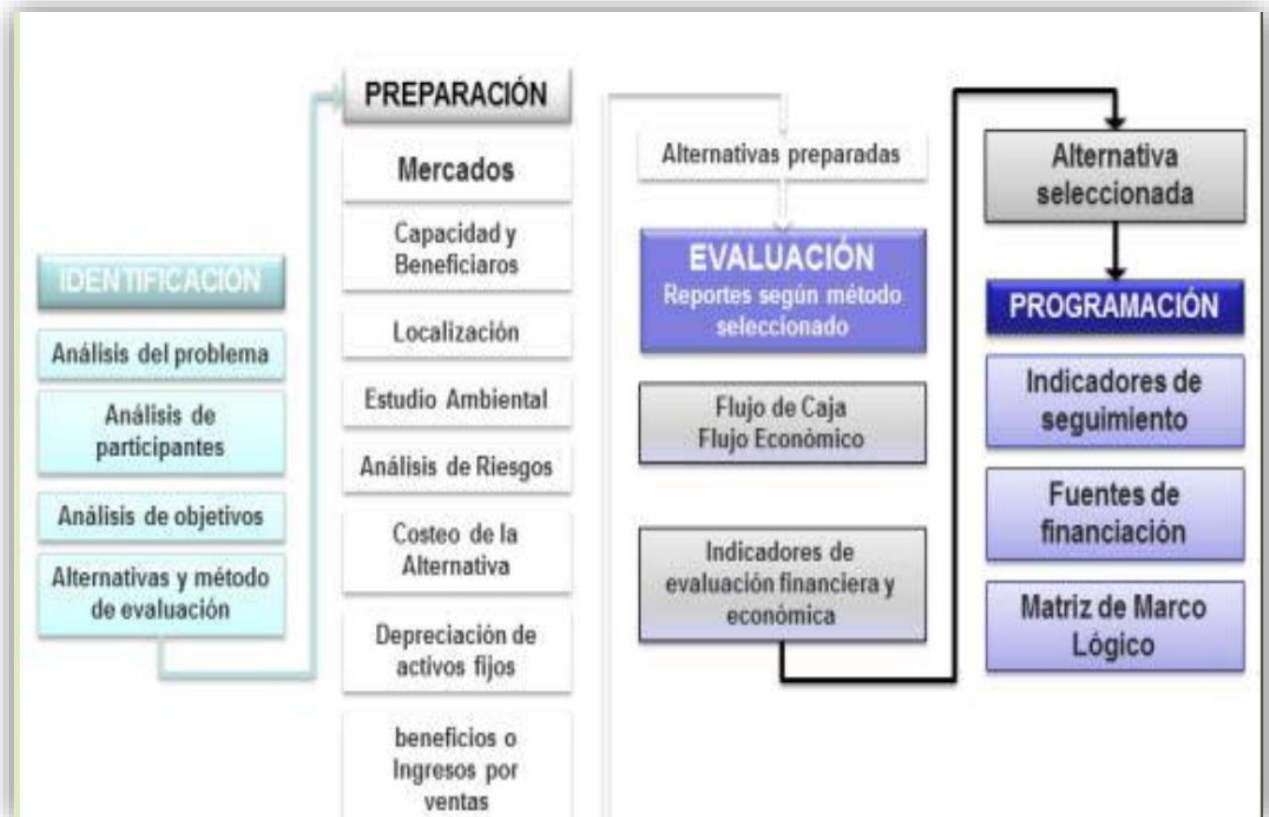 IDENTIFICACIÓN
Análisis del problema
Análisis de
participantes
Análisis de objetivos
Alternativas y método
de evaluación
PREPARACIÓN
Mercados
Capacidad y
Beneficiaros
Localización
Estudio Ambiental
Análisis de Riesgos
Costeo de la
Alternativa
Depreciación de
activos fijos
beneficios o
Ingresos por
ventas
Alternativas preparadas
EVALUACIÓN
Reportes según método
seleccionado
Flujo de Caja
Flujo Económico
Indicadores de
evaluación financiera y
económica
Alternativa
seleccionada
PROGRAMACIÓN
Indicadores de
seguimiento
Fuentes de
financiación
Matriz de Marco
Lógico